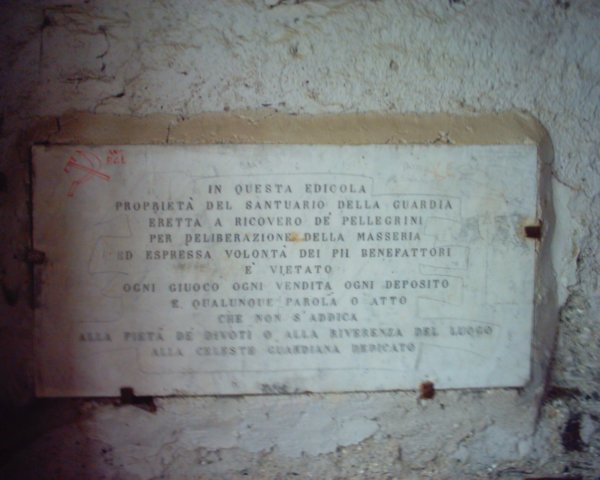 W
FGCI
IN QUESTA EDICOLA
PROPRIETA' DEL SANTUARIO DELLA GUARDIA
ERETTA A RICOVERO DE' PELLEGRINI
PER DELIBERAZIONE DELLA MASSERIA
ED ESPRESSA VOLONTÀ DEI PII BENEFATTORI
E' VIETATO
OGNI GIUOCO OGNI VENDITA OGNI DEPOSITO
E QUALUNQUE PAROLA O ATTO
CHE NON S'ADDICA
ALLA PIETÀ DE' DIVOTI O ALLA RIVERENZA DEL LUOGO
ALLA CELESTE GUARDIANA DEDICATO